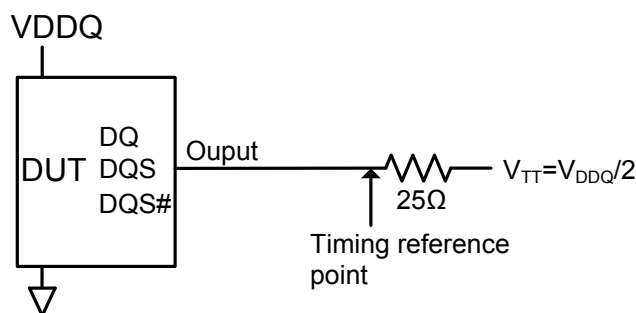 VDDQ
DUT
DQ
DQS
DQS#
Ouput
25Ω
VTT=VDDQ/2
Timing reference
point